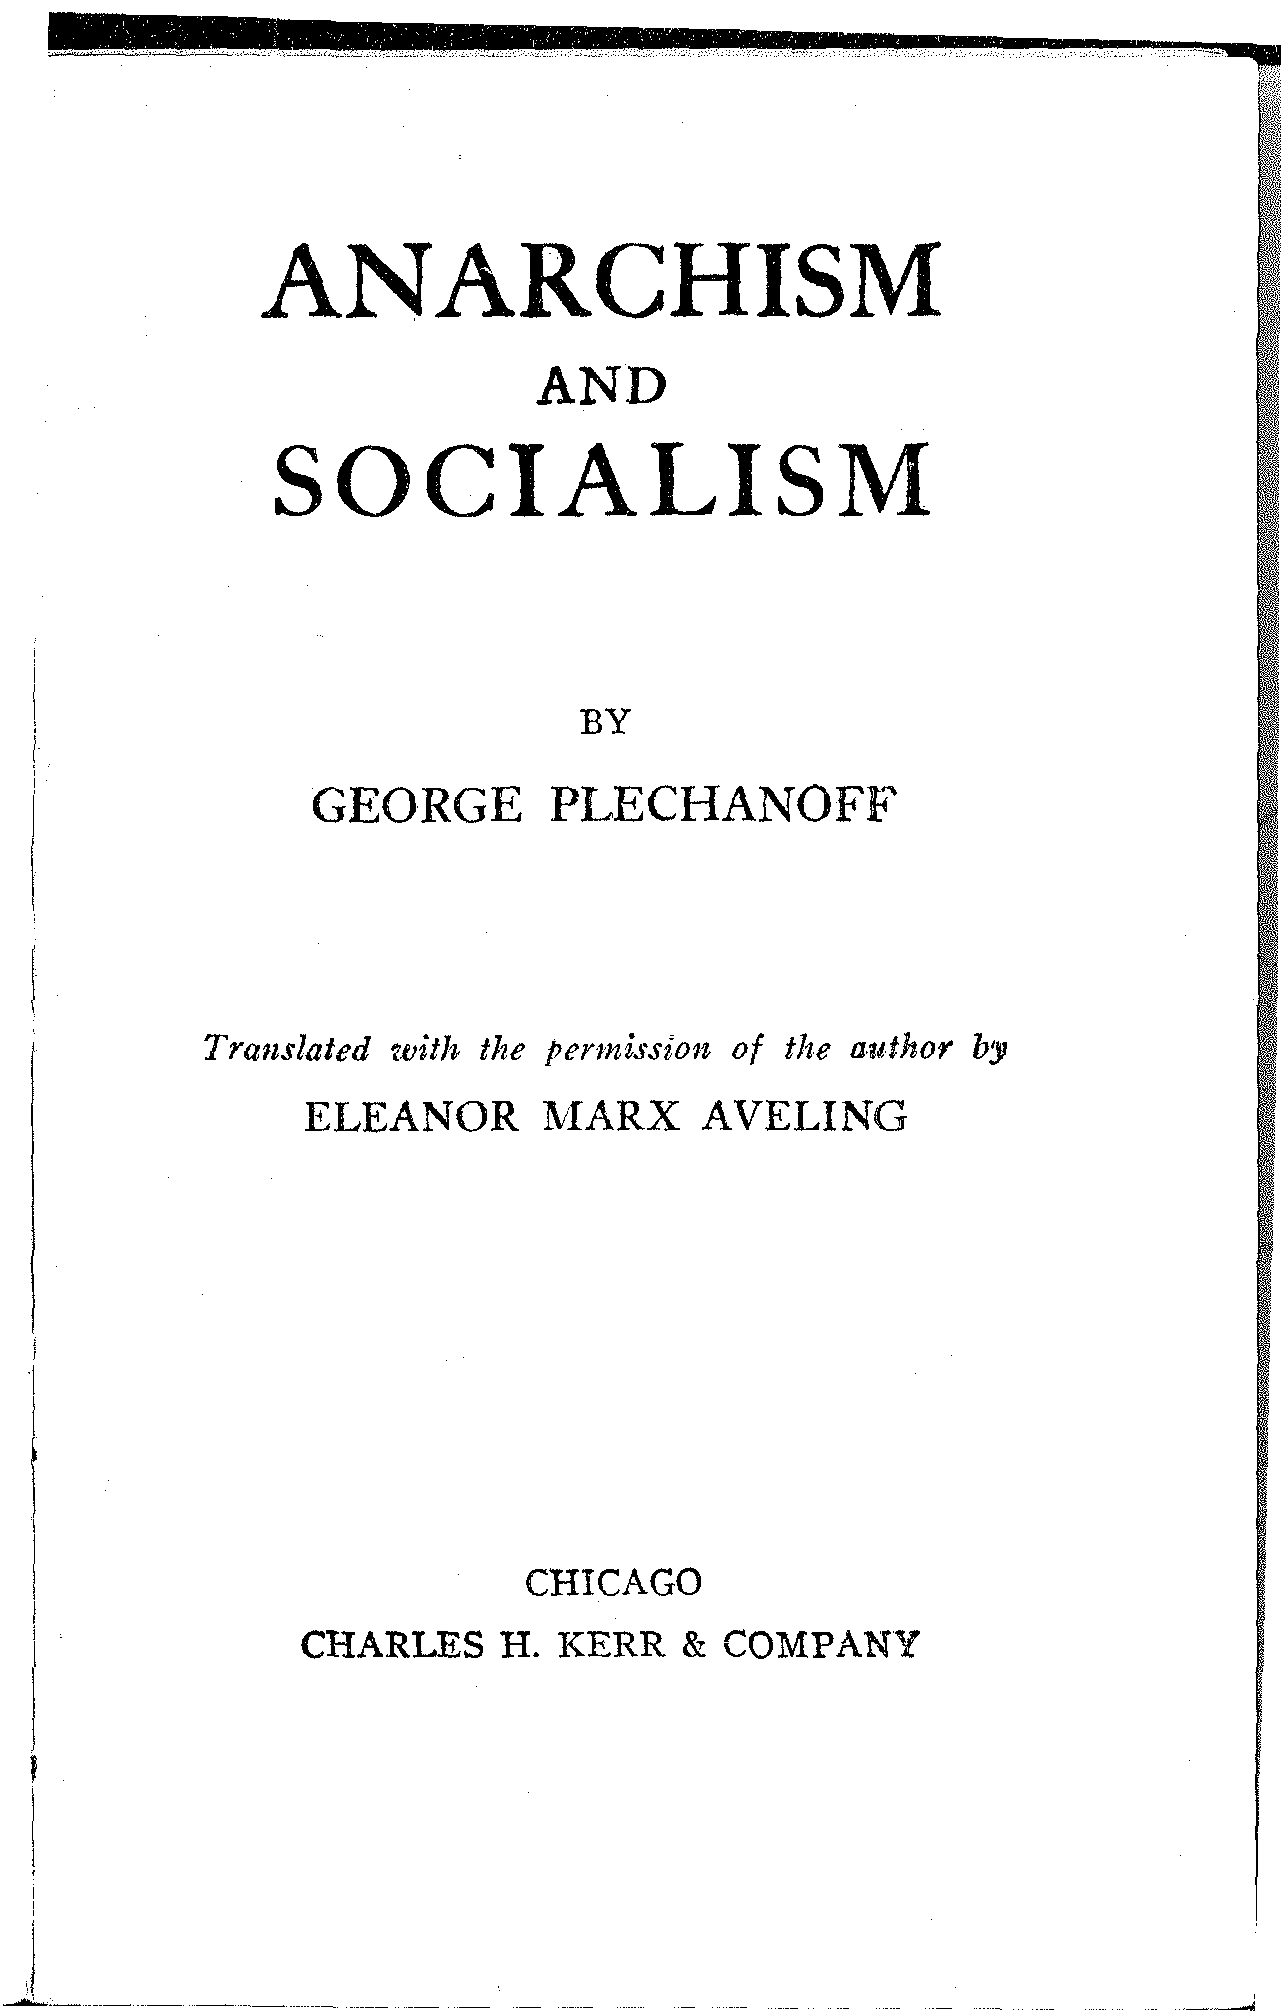 ANARCHISM
AND
SOCIALISM
BY
GEORGE PLECHANOFF
Translated with the permission of the author by
ELEANOR MARX AVELING
CHICAGO
CHARLES H. KERR & COMPANY